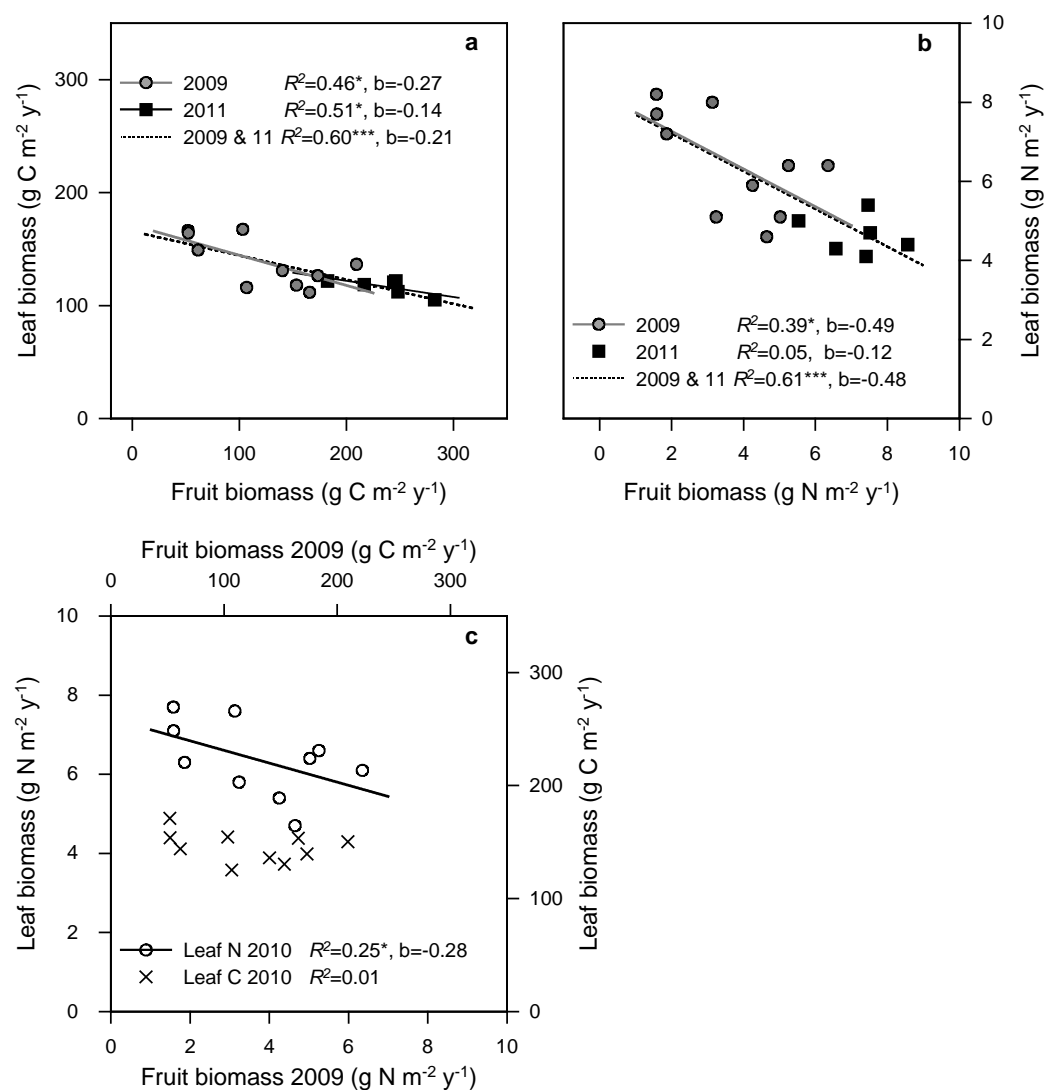 a
2009 R²=0.46*, b=-0.27
2011 R²=0.51*, b=-0.14
2009 & 11 R²=0.60***, b=-0.21
Leaf biomass (g C m⁻² y⁻¹)
300
200
100
0
0 100 200 300
Fruit biomass (g C m⁻² y⁻¹)
b
10
8
6
4
2
0
Leaf biomass (g N m⁻² y⁻¹)
2009 R²=0.39*, b=-0.49
2011 R²=0.05, b=-0.12
2009 & 11 R²=0.61***, b=-0.48
0 2 4 6 8 10
Fruit biomass (g N m⁻² y⁻¹)
Fruit biomass 2009 (g C m⁻² y⁻¹)
0 100 200 300
c
10
8
6
4
2
0
Leaf biomass (g N m⁻² y⁻¹)
300
200
100
0
Leaf biomass (g C m⁻² y⁻¹)
Leaf N 2010 R²=0.25*, b=-0.28
Leaf C 2010 R²=0.01
0 2 4 6 8 10
Fruit biomass 2009 (g N m⁻² y⁻¹)